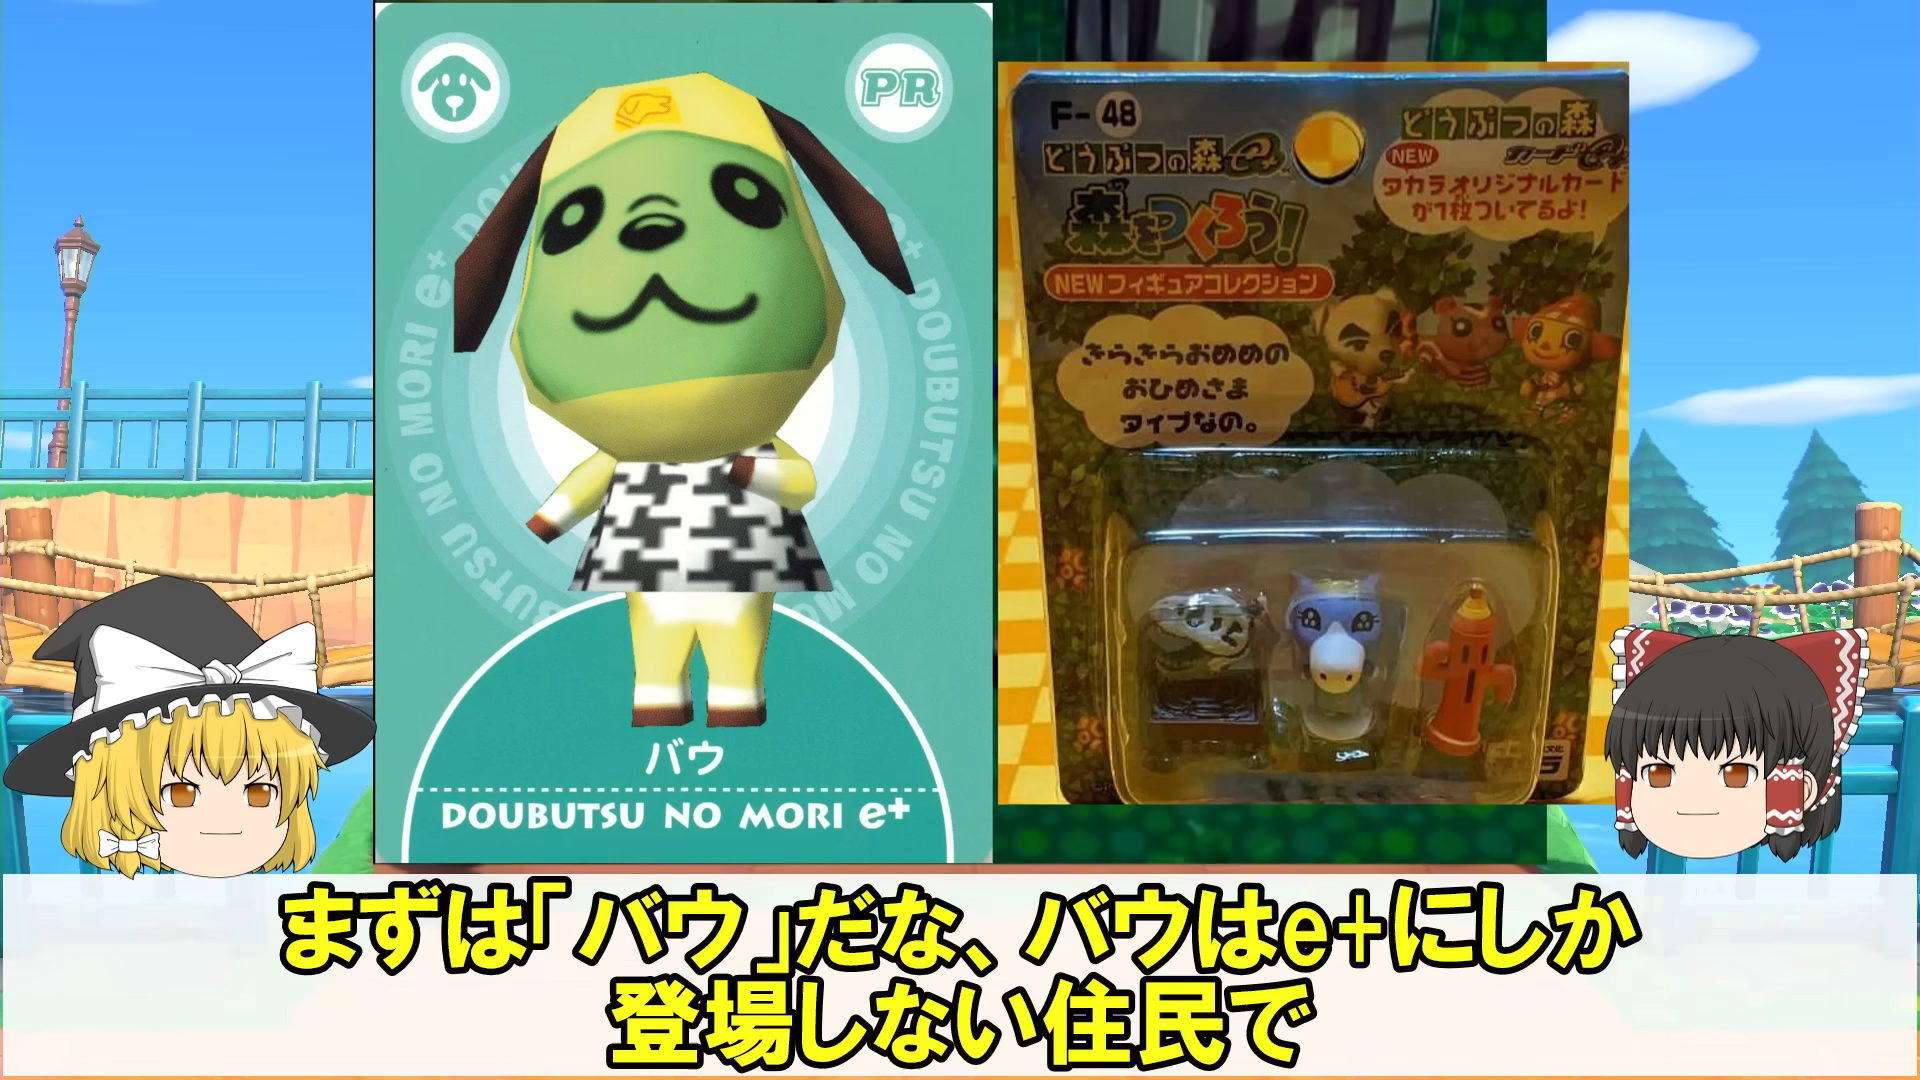 PR
DOUBUTSU NO MORI e+ DOUBUTSU NO MORI
バウ
DOUBUTSU NO MORI e+
F-48
どうぶつの森e+
森をつくろう!
NEWフィギュアコレクション
どうぶつの森
カードe+
NEW
タカラオリジナルカード
が1枚ついてるよ!
きらきらおめめの
おひめさま
タイプなの。
まずは「バウ」だな、バウはe+にしか
登場しない住民で